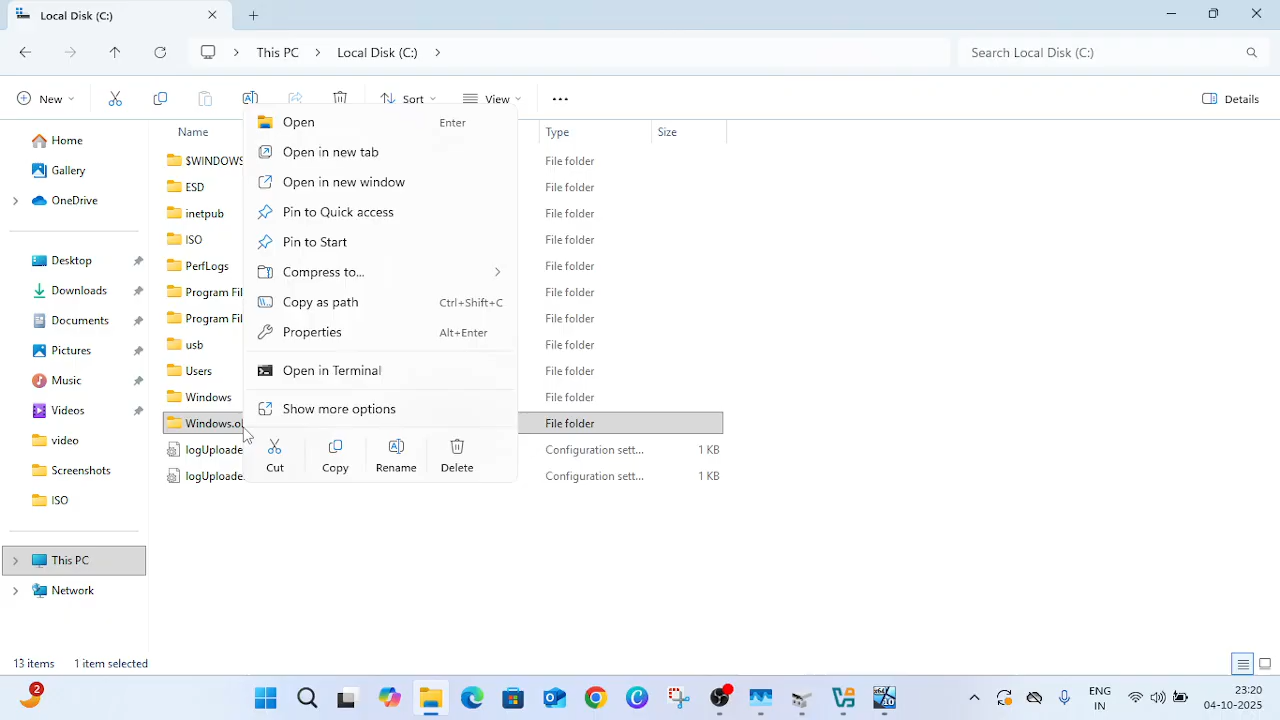 Local Disk (C:)
This PC
Local Disk (C:)
Search Local Disk (C:)
New
Sort
View
Details
Name
Type
Size
Home
Gallery
OneDrive
Desktop
Downloads
Documents
Pictures
Music
Videos
video
Screenshots
ISO
This PC
Network
$WINDOWS
File folder
ESD
File folder
inetpub
File folder
ISO
File folder
PerfLogs
File folder
Program Fil
File folder
Program Fil
File folder
usb
File folder
Users
File folder
Windows
File folder
Windows.ol
File folder
logUploade
Configuration sett...
1 KB
logUploade
Configuration sett...
1 KB
Open
Enter
Open in new tab
Open in new window
Pin to Quick access
Pin to Start
Compress to...
Copy as path
Ctrl+Shift+C
Properties
Alt+Enter
Open in Terminal
Show more options
Cut
Copy
Rename
Delete
13 items
1 item selected
2
ENG
IN
23:20
04-10-2025